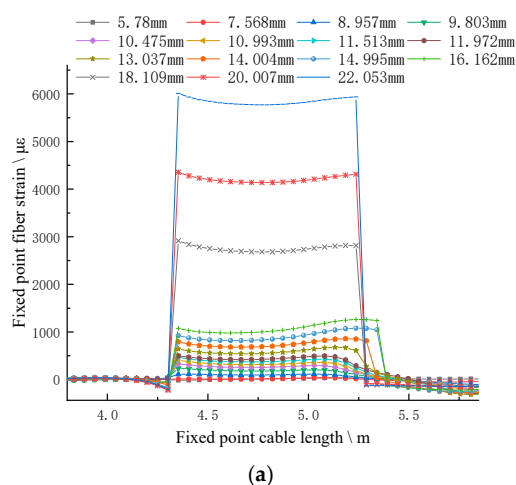 5.78mm 7.568mm 8.957mm 9.803mm
10.475mm 10.993mm 11.513mm 11.972mm
13.037mm 14.004mm 14.995mm 16.162mm
18.109mm 20.007mm 22.053mm
Fixed point fiber strain \ με
6000
5000
4000
3000
2000
1000
0
4.0 4.5 5.0 5.5
Fixed point cable length \ m
(a)